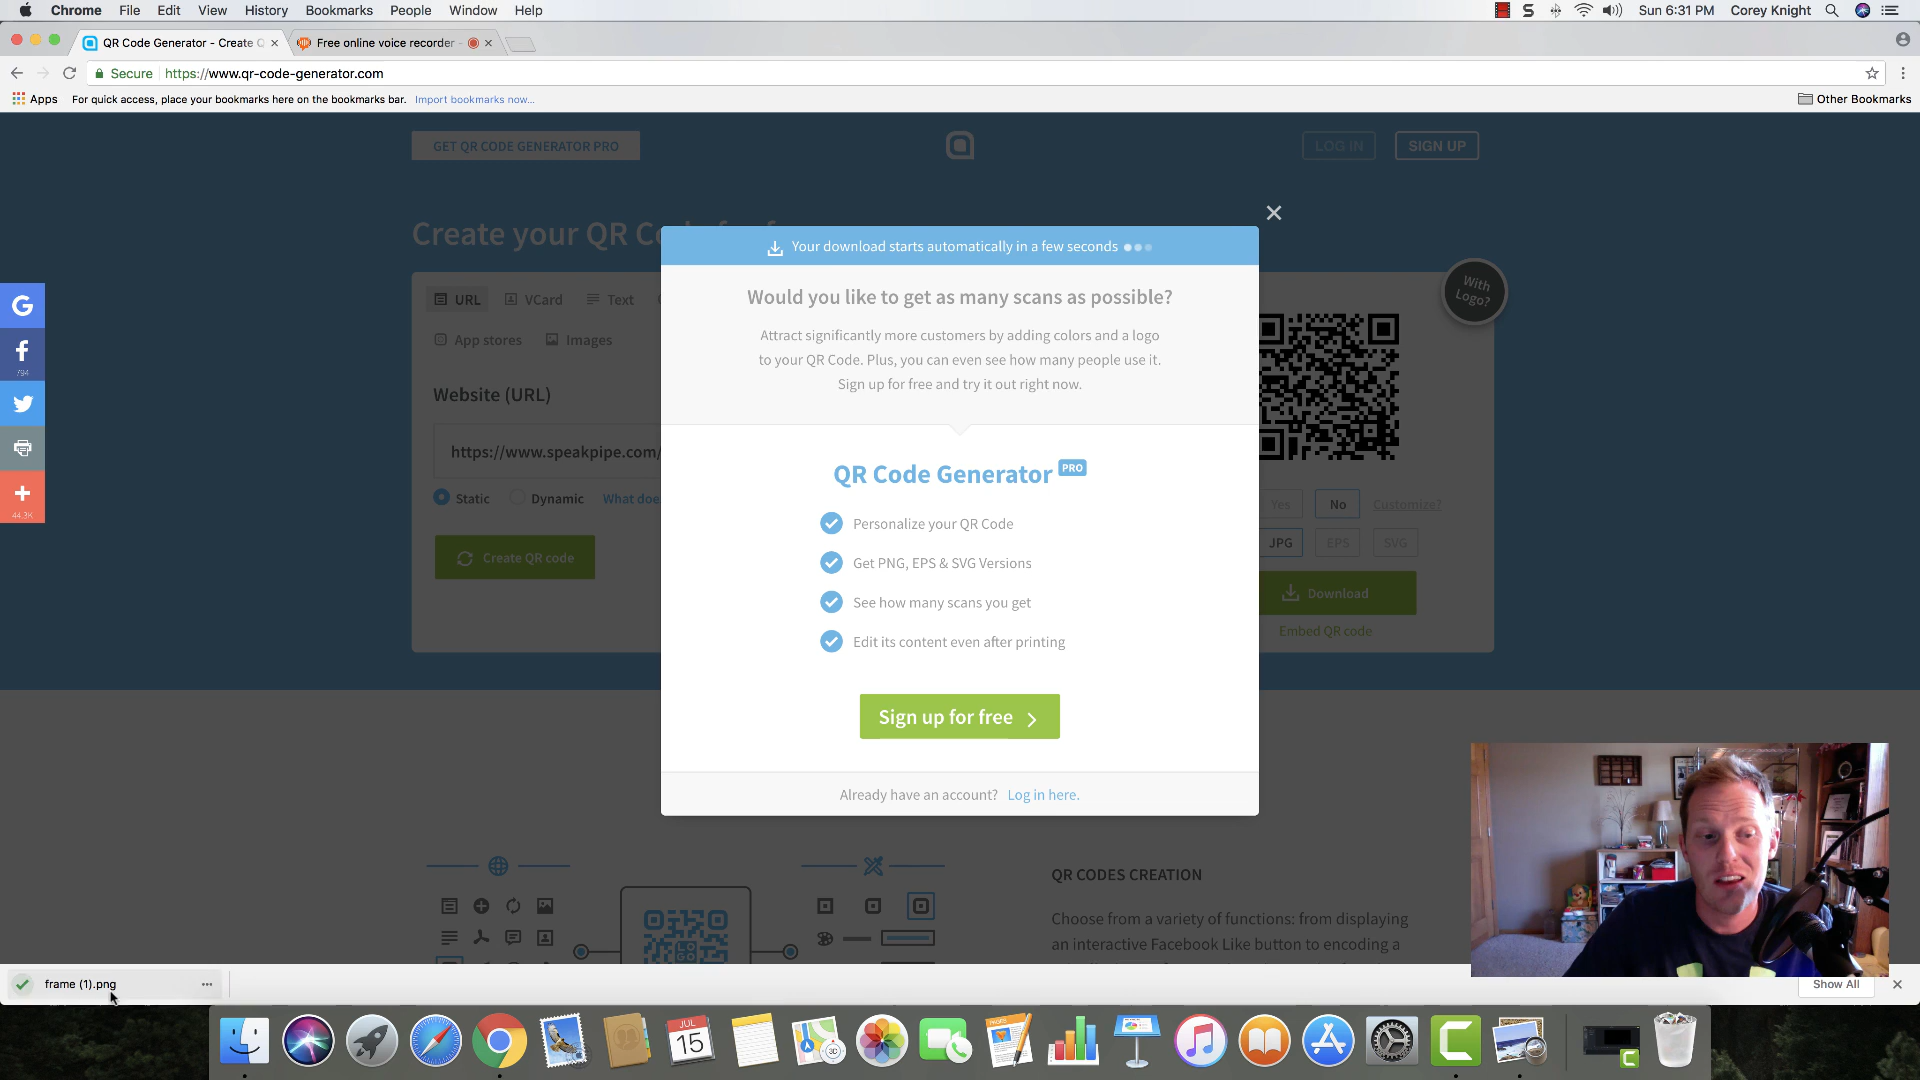 Chrome File Edit View History Bookmarks People Window Help
Sun 6:31 PM Corey Knight
QR Code Generator - Create Q
Free online voice recorder -
Secure https://www.qr-code-generator.com
Apps For quick access, place your bookmarks here on the bookmarks bar. Import bookmarks now...
Other Bookmarks
GET QR CODE GENERATOR PRO
LOG IN
SIGN UP
Create your QR Co
Your download starts automatically in a few seconds
Would you like to get as many scans as possible?
Attract significantly more customers by adding colors and a logo
to your QR Code. Plus, you can even see how many people use it.
Sign up for free and try it out right now.
With
Logo?
URL VCard Text
App stores Images
794
44.3K
Website (URL)
https://www.speakpipe.com/
Static Dynamic What doe
Create QR code
QR Code Generator PRO
Personalize your QR Code
Get PNG, EPS & SVG Versions
See how many scans you get
Edit its content even after printing
Sign up for free
Already have an account? Log in here.
Yes No Customize?
JPG EPS SVG
Download
Embed QR code
LO
GO
QR CODES CREATION
Choose from a variety of functions: from displaying
an interactive Facebook Like button to encoding a
frame (1).png
Show All
JUL
15
PAGES
3D